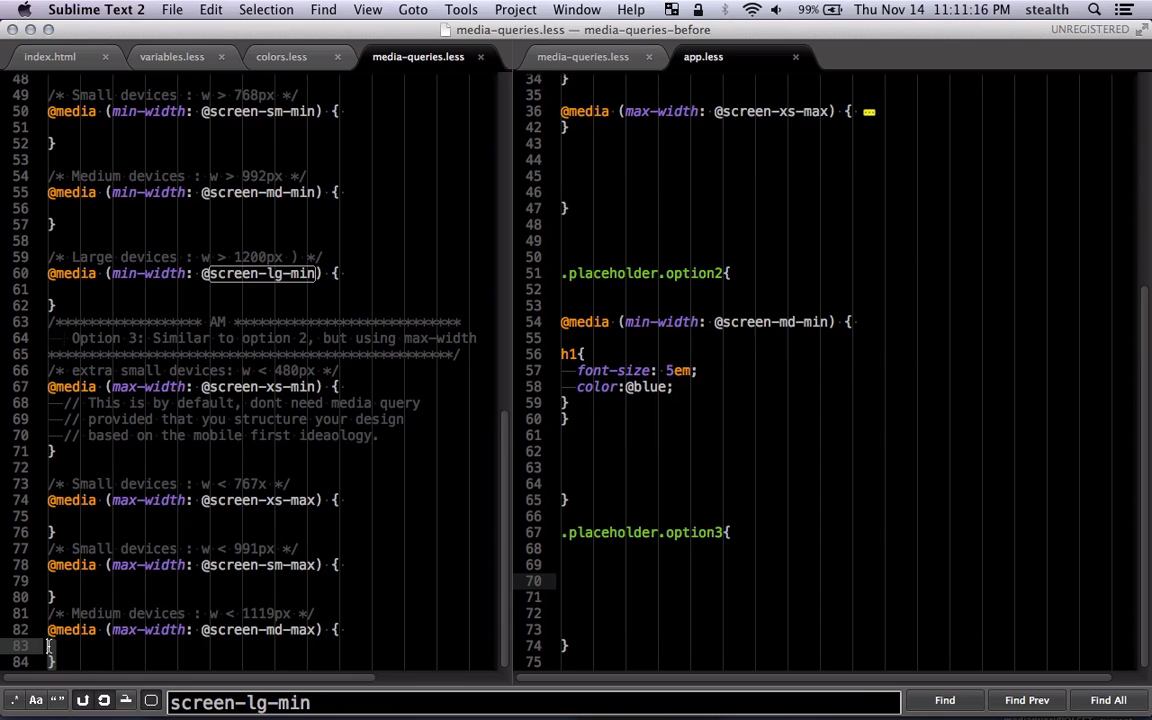 Sublime Text 2 File Edit Selection Find View Goto Tools Project Window Help 99% Thu Nov 14 11:11:16 PM stealth
media-queries.less — media-queries-before UNREGISTERED
index.html × variables.less × colors.less × media-queries.less ×
48
49 /* Small devices : w > 768px */
50 @media (min-width: @screen-sm-min) {
51
52 }
53
54 /* Medium devices : w > 992px */
55 @media (min-width: @screen-md-min) {
56
57 }
58
59 /* Large devices : w > 1200px ) */
60 @media (min-width: @screen-lg-min) {
61
62 }
63 /****************** AM ****************************
64 Option 3: Similar to option 2, but using max-width
65 **************************************************/
66 /* extra small devices: w < 480px */
67 @media (max-width: @screen-xs-min) {
68 // This is by default, dont need media query
69 // provided that you structure your design
70 // based on the mobile first ideaology.
71 }
72
73 /* Small devices : w < 767x */
74 @media (max-width: @screen-xs-max) {
75
76 }
77 /* Small devices : w < 991px */
78 @media (max-width: @screen-sm-max) {
79
80 }
81 /* Medium devices : w < 1119px */
82 @media (max-width: @screen-md-max) {
83
84 }
media-queries.less × app.less ×
34 }
35
36 @media (max-width: @screen-xs-max) {
42 }
43
44
45
46
47 }
48
49
50
51 .placeholder.option2{
52
53
54 @media (min-width: @screen-md-min) {
55
56 h1{
57 font-size: 5em;
58 color:@blue;
59 }
60 }
61
62
63
64
65 }
66
67 .placeholder.option3{
68
69
70
71
72
73
74 }
75
.* Aa “” screen-lg-min Find Find Prev Find All